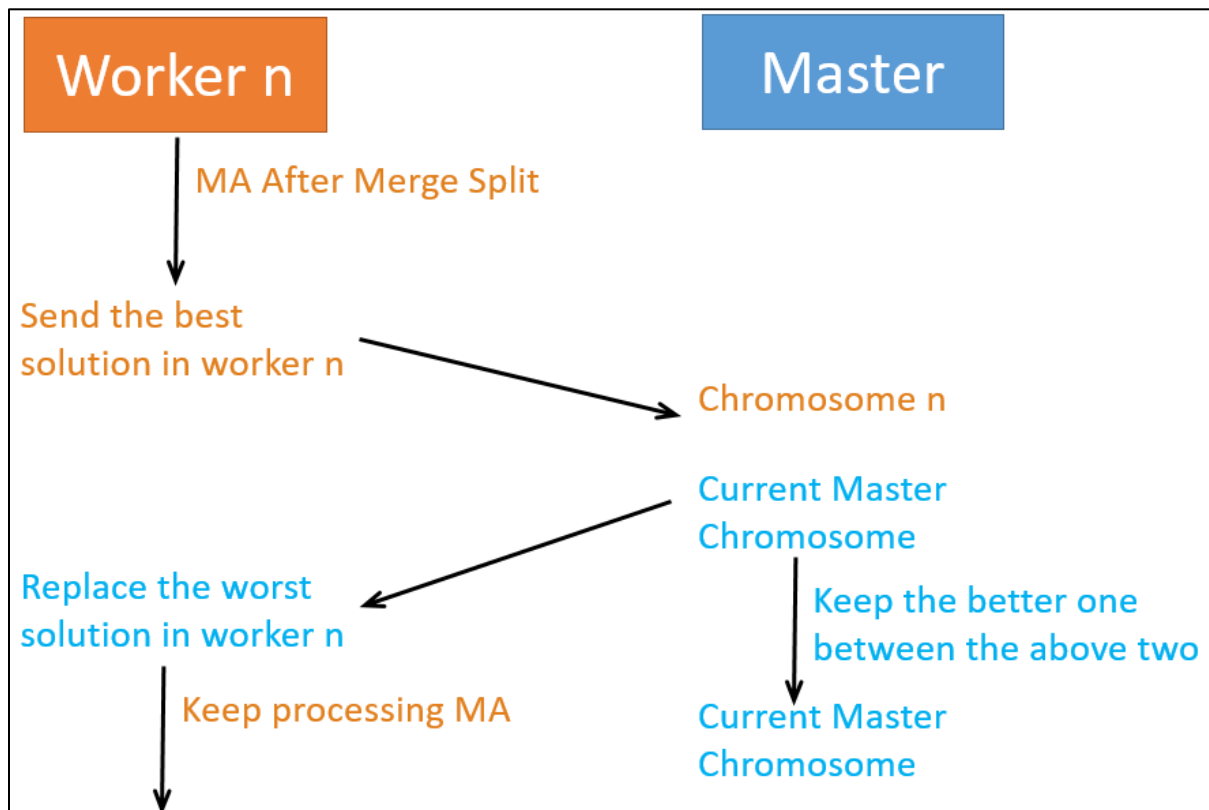 Worker n
Master
MA After Merge Split
Send the best
solution in worker n
Chromosome n
Current Master
Chromosome
Replace the worst
solution in worker n
Keep the better one
between the above two
Keep processing MA
Current Master
Chromosome